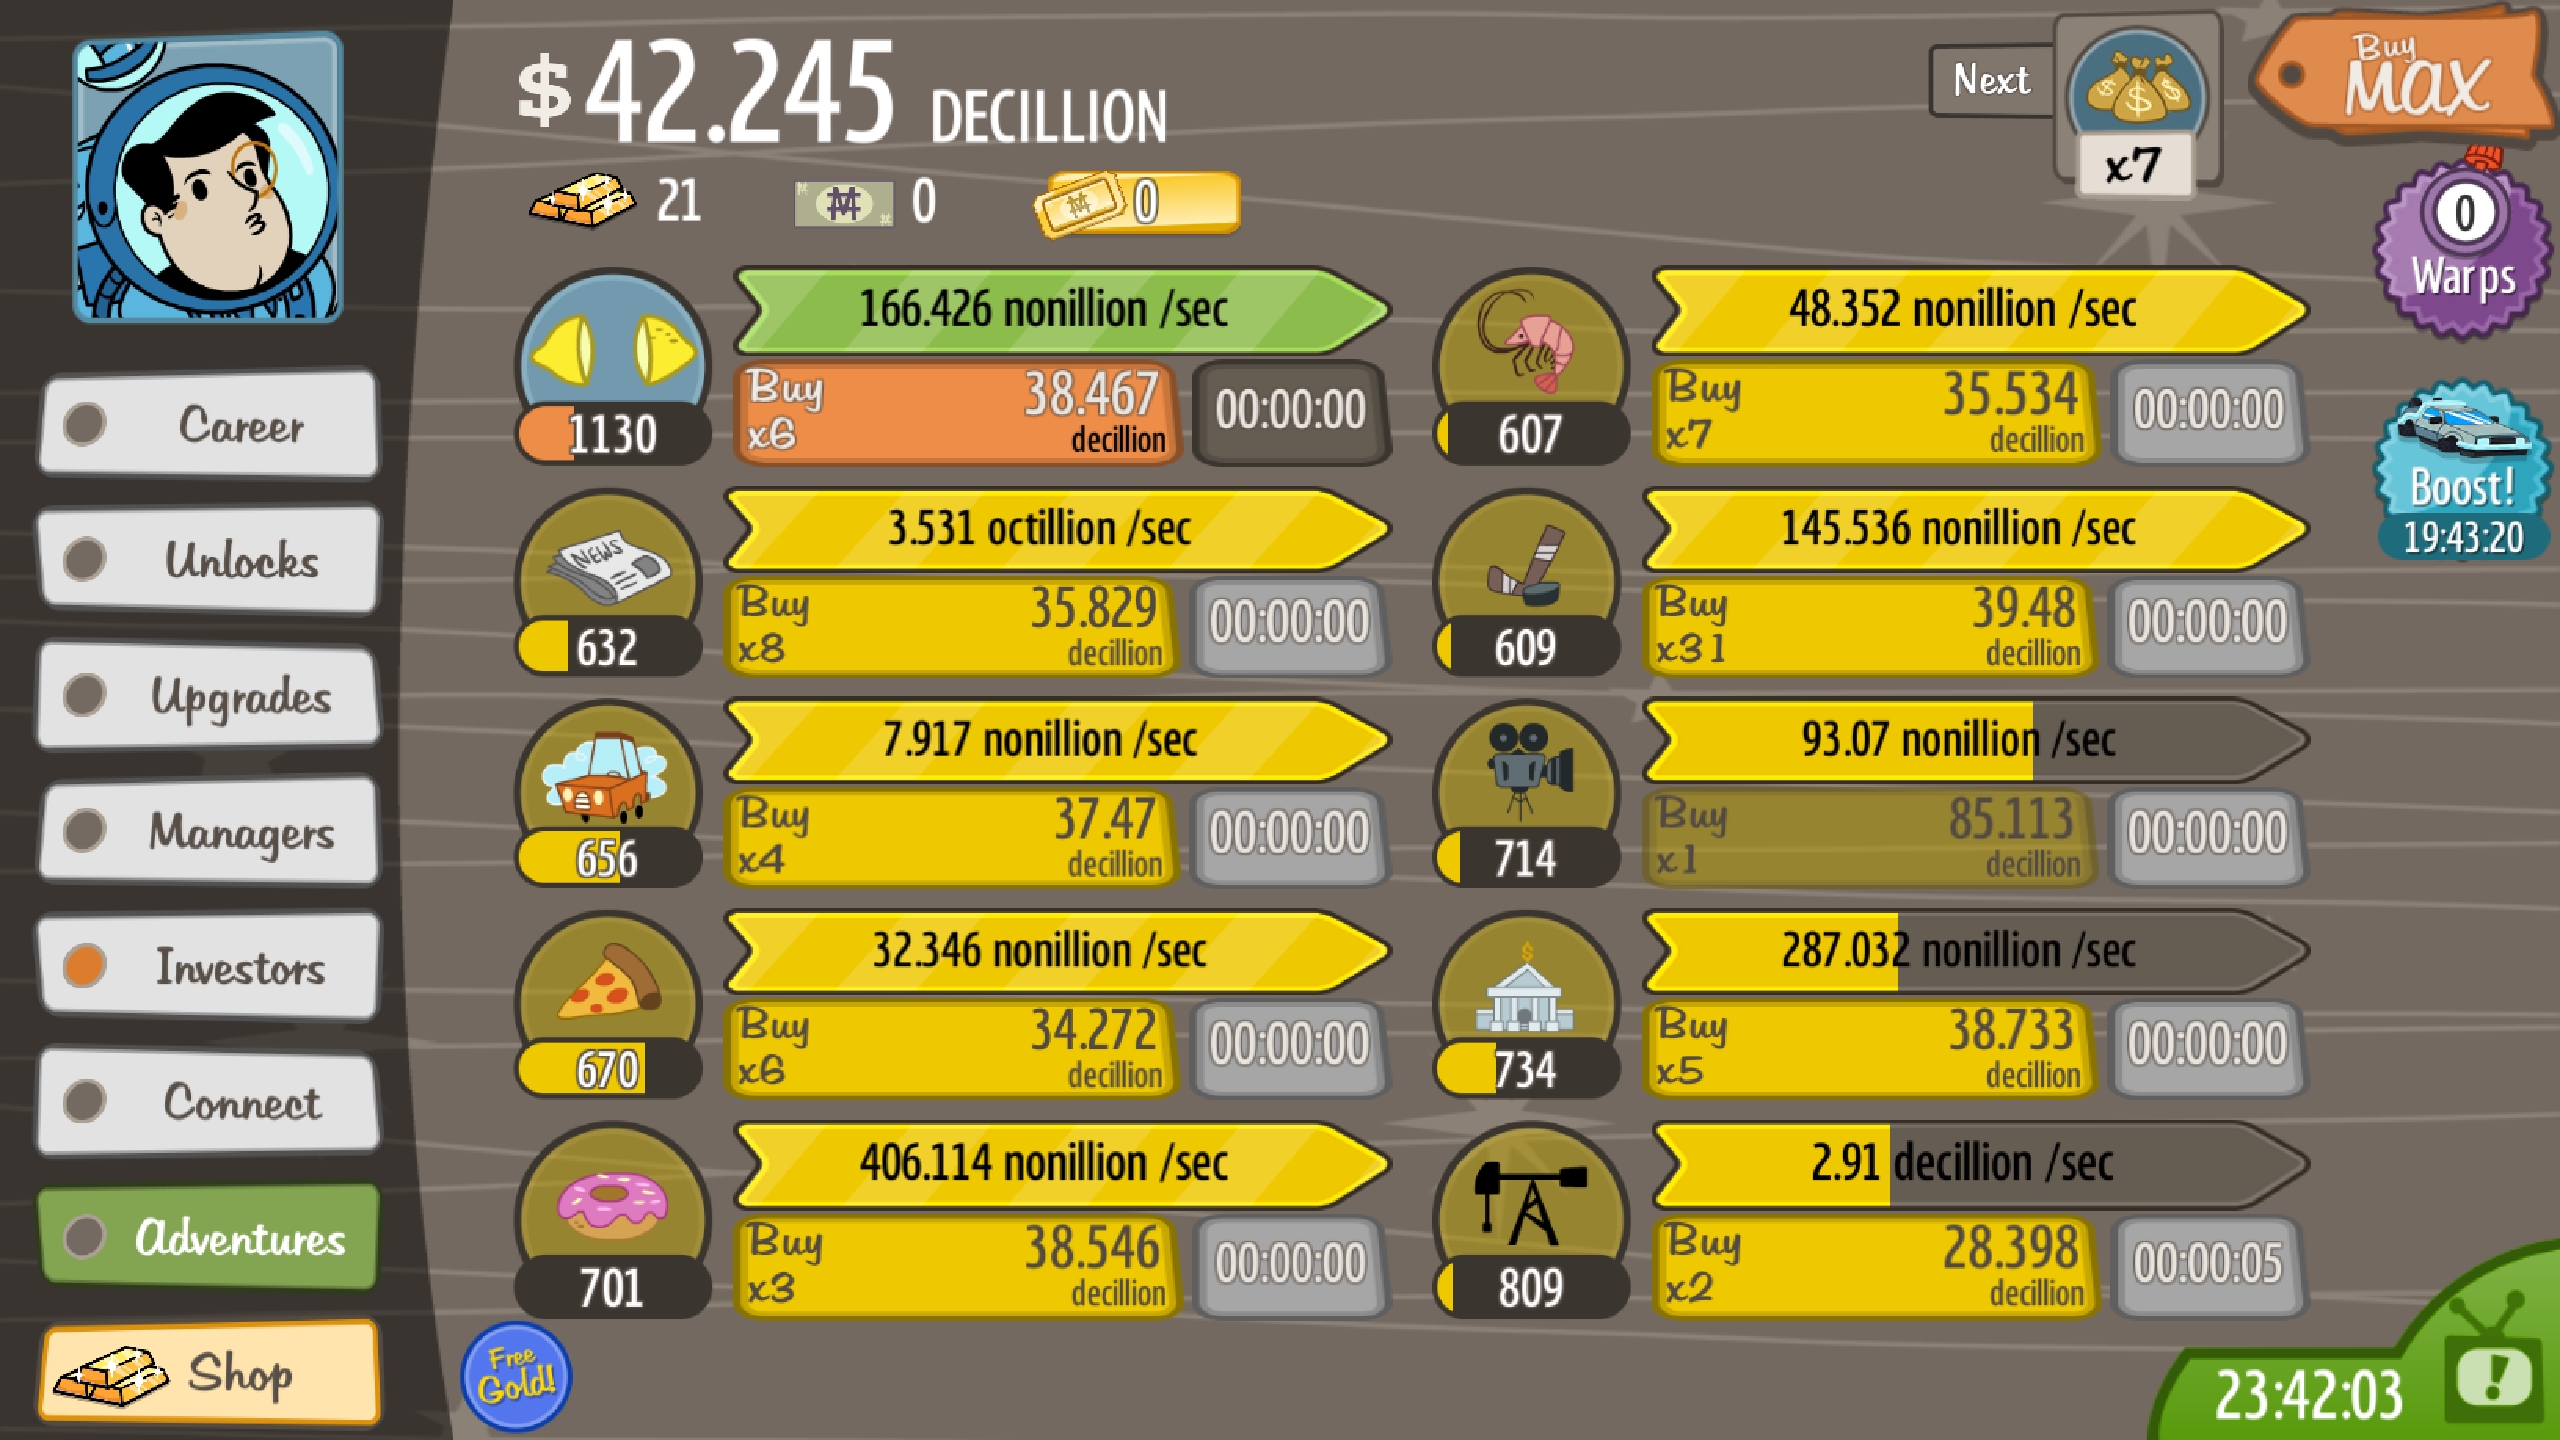 $42.245 DECILLION
21
0
0
Next
x7
Buy
MAX
0
Warps
Boost!
19:43:20
Career
Unlocks
Upgrades
Managers
Investors
Connect
Adventures
Shop
166.426 nonillion /sec
1130
Buy 38.467
x6 decillion
00:00:00
NEWS
3.531 octillion /sec
632
Buy 35.829
x8 decillion
00:00:00
7.917 nonillion /sec
656
Buy 37.47
x4 decillion
00:00:00
32.346 nonillion /sec
670
Buy 34.272
x6 decillion
00:00:00
406.114 nonillion /sec
701
Buy 38.546
x3 decillion
00:00:00
48.352 nonillion /sec
607
Buy 35.534
x7 decillion
00:00:00
145.536 nonillion /sec
609
Buy 39.48
x31 decillion
00:00:00
93.07 nonillion /sec
714
Buy 85.113
x1 decillion
00:00:00
287.032 nonillion /sec
734
Buy 38.733
x5 decillion
00:00:00
2.91 decillion /sec
809
Buy 28.398
x2 decillion
00:00:05
Free
Gold!
23:42:03